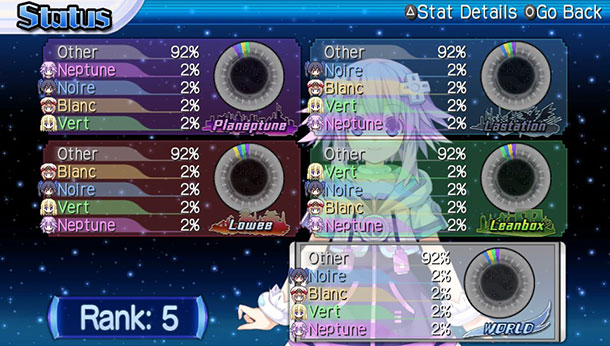 Status
△Stat Details ○Go Back
Other 92%
Neptune 2%
Noire 2%
Blanc 2%
Vert 2%
Planeptune
Other 92%
Noire 2%
Blanc 2%
Vert 2%
Neptune 2%
Lastation
Other 92%
Blanc 2%
Noire 2%
Vert 2%
Neptune 2%
Lowee
Other 92%
Vert 2%
Noire 2%
Blanc 2%
Neptune 2%
Leanbox
Other 92%
Noire 2%
Blanc 2%
Vert 2%
Neptune 2%
WORLD
Rank: 5